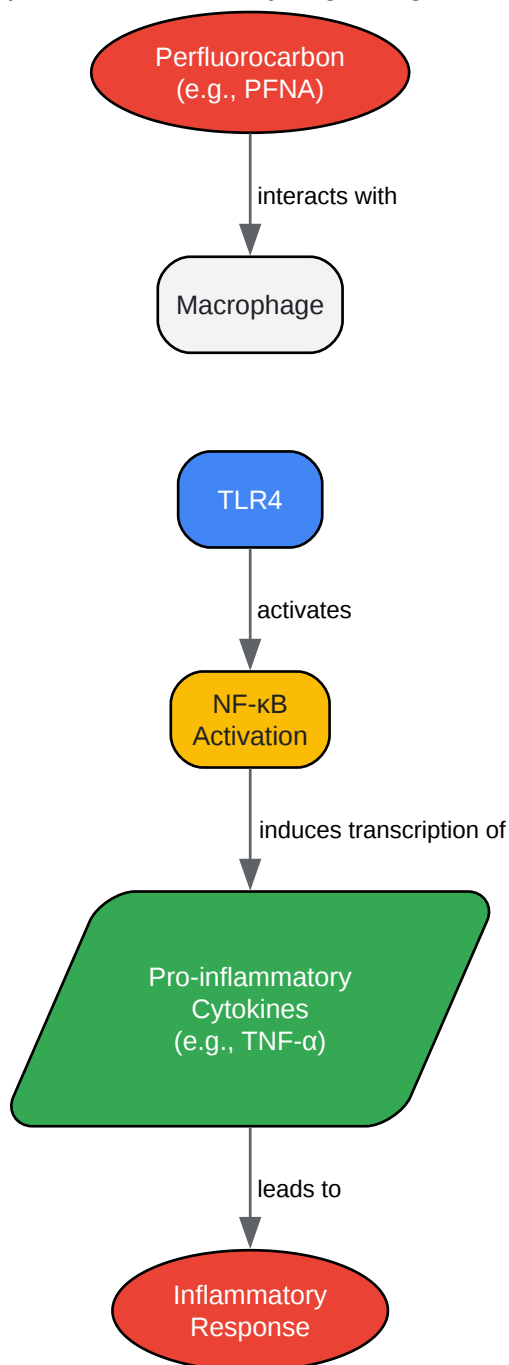 Perfluorocarbon
(e.g., PFNA)
interacts with
Macrophage
TLR4
activates
NF-κB
Activation
induces transcription of
Pro-inflammatory
Cytokines
(e.g., TNF-α)
leads to
Inflammatory
Response